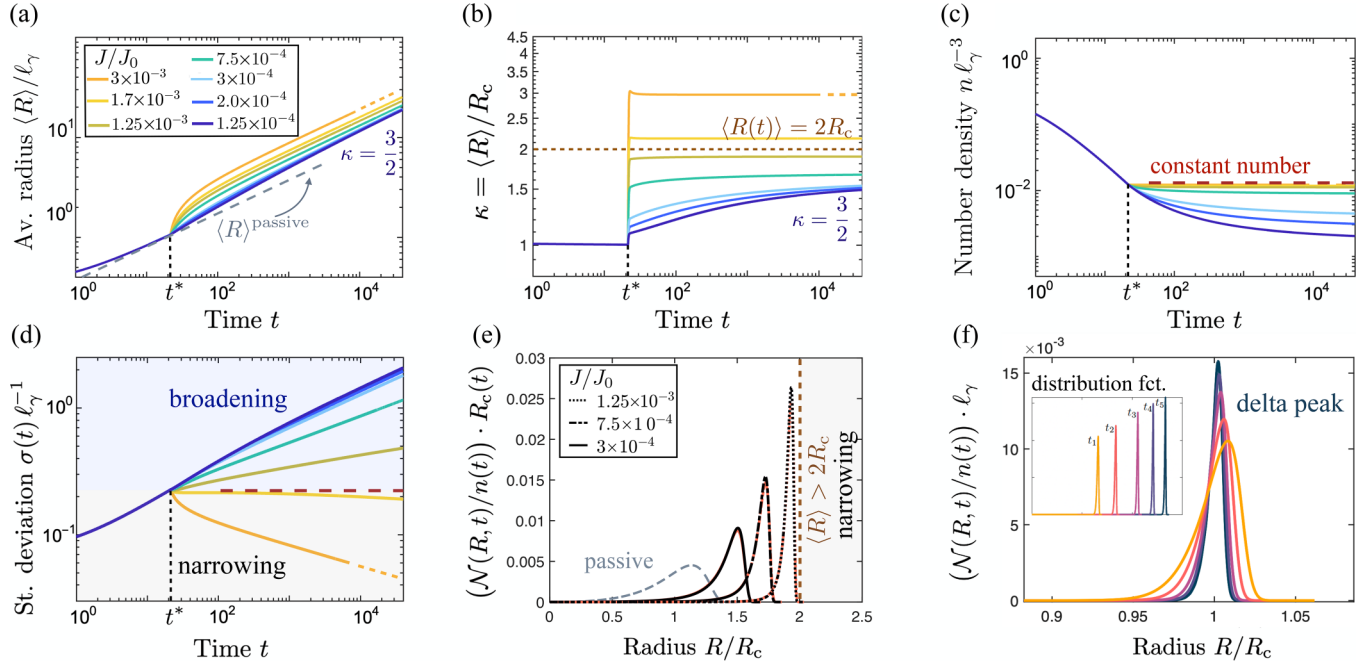 (a)
Av. radius ⟨R⟩/ℓγ
10¹
10⁰
J/J₀
3×10⁻³
1.7×10⁻³
1.25×10⁻³
7.5×10⁻⁴
3×10⁻⁴
2.0×10⁻⁴
1.25×10⁻⁴
κ = 3/2
⟨R⟩ᵖᵃˢˢⁱᵛᵉ
10⁰ t* 10² 10⁴
Time t
(b)
κ = ⟨R⟩/Rc
4.5
4
3.5
3
2.5
2
1.5
1
⟨R(t)⟩ = 2Rc
κ = 3/2
10⁰ t* 10² 10⁴
Time t
(c)
Number density n ℓγ⁻³
10⁰
10⁻²
constant number
10⁰ t* 10² 10⁴
Time t
(d)
St. deviation σ(t) ℓγ⁻¹
10⁰
10⁻¹
broadening
narrowing
10⁰ t* 10² 10⁴
Time t
(e)
(𝒩(R, t)/n(t)) · Rc(t)
0.03
0.025
0.02
0.015
0.01
0.005
0
J/J₀
1.25×10⁻³
7.5×10⁻⁴
3×10⁻⁴
passive
⟨R⟩ > 2Rc
narrowing
0 0.5 1 1.5 2 2.5
Radius R/Rc
(f)
(𝒩(R, t)/n(t)) · ℓγ
×10⁻³
15
10
5
0
distribution fct.
t₁ t₂ t₃ t₄ t₅
delta peak
0.9 0.95 1 1.05
Radius R/Rc